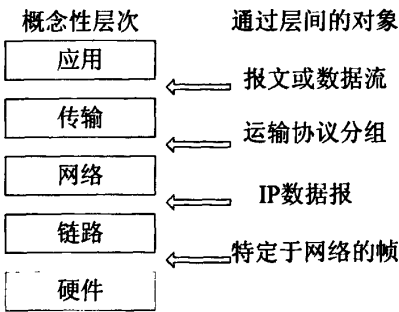 概念性层次 通过层间的对象
应用
报文或数据流
传输
运输协议分组
网络
IP数据报
链路
特定于网络的帧
硬件